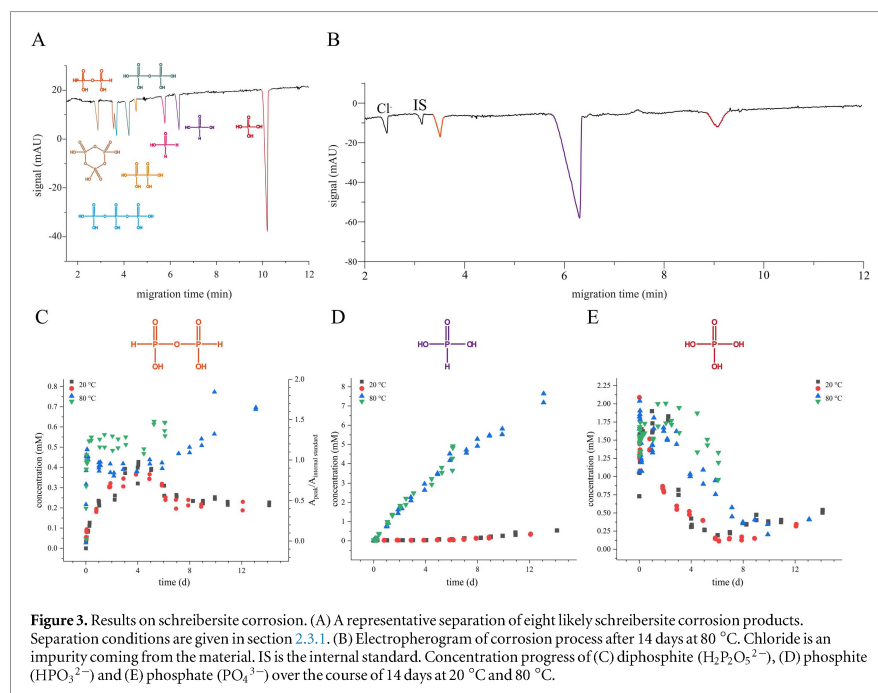 A
B
20
0
-20
-40
signal (mAU)
2
4
6
8
10
12
migration time (min)
0
-20
-40
-60
-80
signal (mAU)
Cl-
IS
2
4
6
8
10
12
migration time (min)
C
D
E
H P O P H
O O
OH OH
HO P OH
O
H
HO P OH
O
OH
20 °C
80 °C
0.8
0.7
0.6
0.5
0.4
0.3
0.2
0.1
0.0
concentration (mM)
2.0
1.5
1.0
0.5
0.0
Apeak/Ainternal standard
0 4 8 12
time (d)
20 °C
80 °C
8
7
6
5
4
3
2
1
0
concentration (mM)
0 4 8 12
time (d)
20 °C
80 °C
2.25
2.00
1.75
1.50
1.25
1.00
0.75
0.50
0.25
0.00
concentration (mM)
0 4 8 12
time (d)
Figure 3. Results on schreibersite corrosion. (A) A representative separation of eight likely schreibersite corrosion products.
Separation conditions are given in section 2.3.1. (B) Electropherogram of corrosion process after 14 days at 80 °C. Chloride is an
impurity coming from the material. IS is the internal standard. Concentration progress of (C) diphosphite (H₂P₂O₅²⁻), (D) phosphite
(HPO₃²⁻) and (E) phosphate (PO₄³⁻) over the course of 14 days at 20 °C and 80 °C.